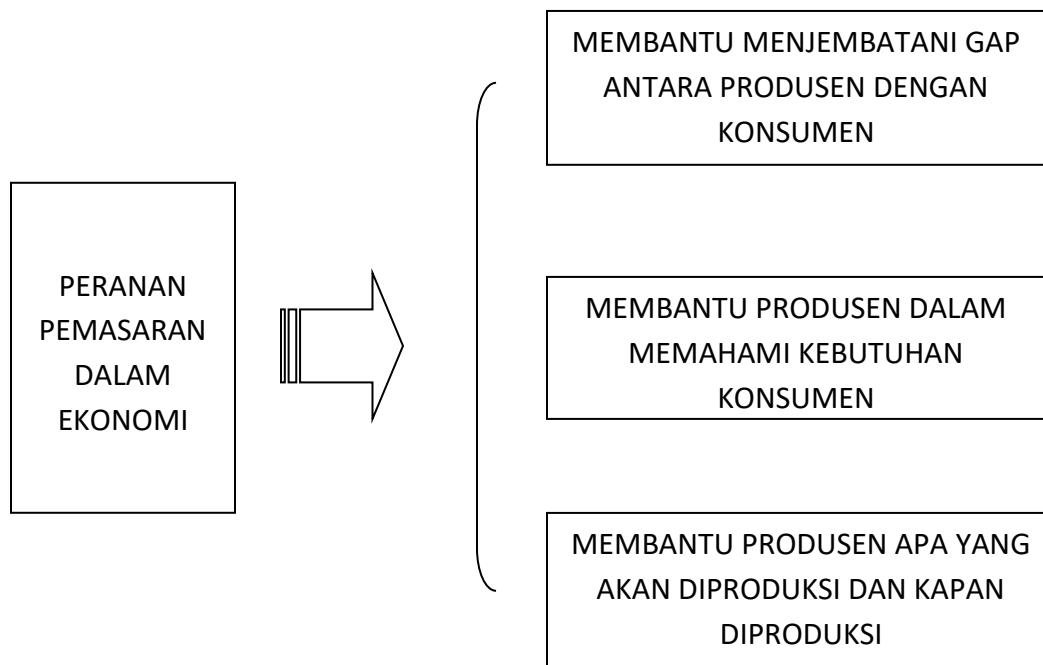 PERANAN
PEMASARAN
DALAM
EKONOMI
MEMBANTU MENJEMBATANI GAP
ANTARA PRODUSEN DENGAN
KONSUMEN
MEMBANTU PRODUSEN DALAM
MEMAHAMI KEBUTUHAN
KONSUMEN
MEMBANTU PRODUSEN APA YANG
AKAN DIPRODUKSI DAN KAPAN
DIPRODUKSI